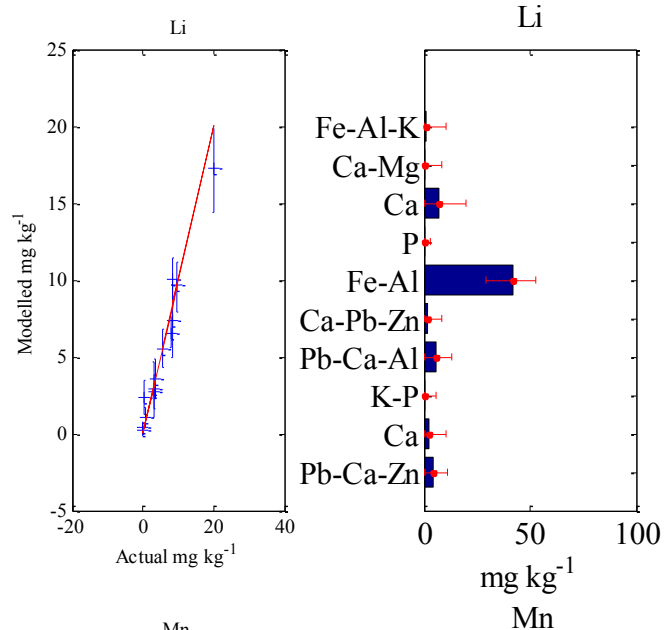 Li
25
20
15
10
5
0
-5
-20
0
20
40
Modelled mg kg⁻¹
Actual mg kg⁻¹
Li
Fe-Al-K
Ca-Mg
Ca
P
Fe-Al
Ca-Pb-Zn
Pb-Ca-Al
K-P
Ca
Pb-Ca-Zn
0
50
100
mg kg⁻¹
Mn
Mn